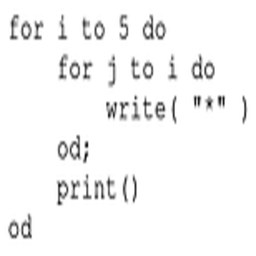 for i to 5 do
    for j to i do
        write( "*" )
    od;
    print()
od